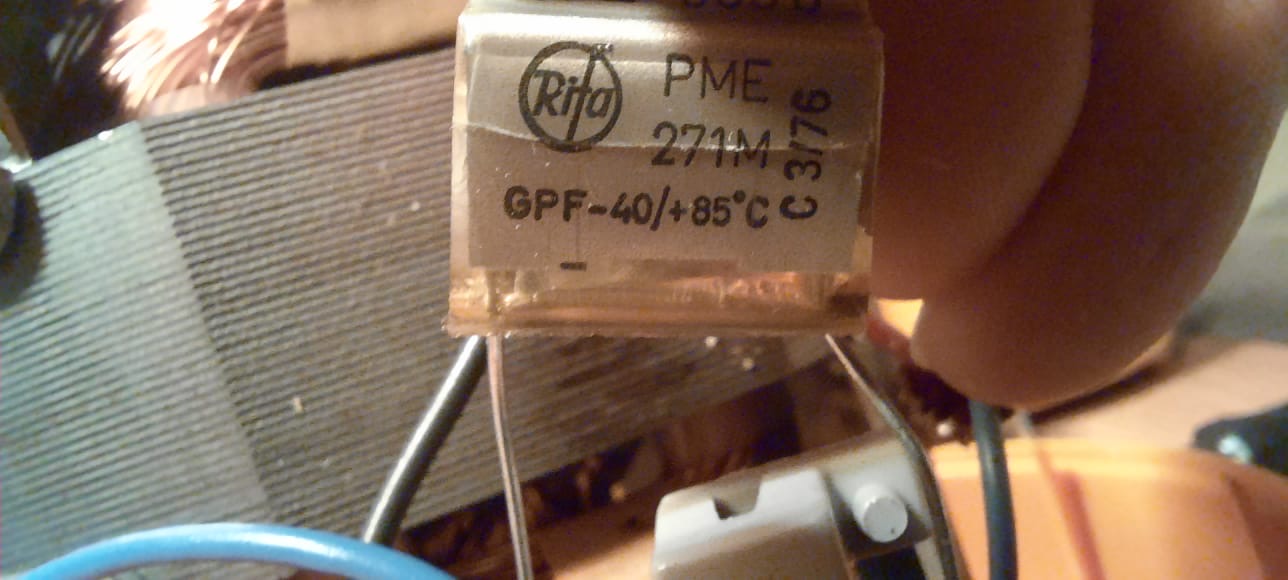 Rifa
PME
271M
C 3/76
GPF-40/+85°C